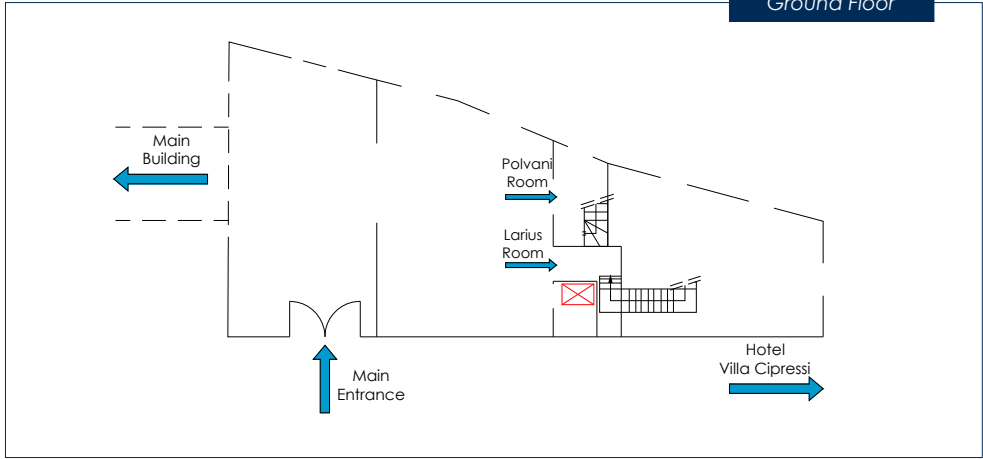 Ground Floor
Main
Building
Polvani
Room
Larius
Room
Main
Entrance
Hotel
Villa Cipressi